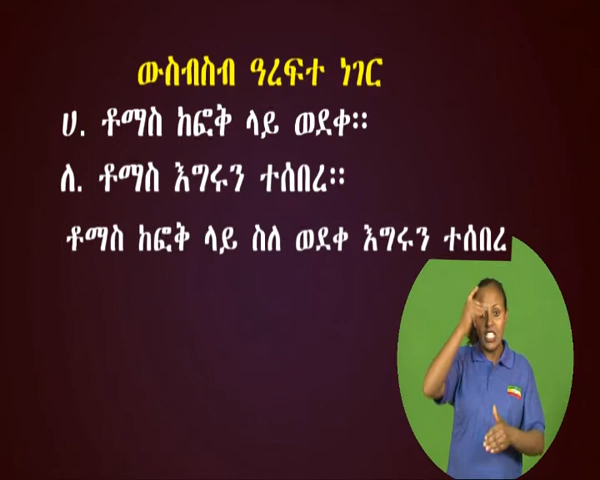 ውስብስብ ዓረፍተ ነገር
ሀ. ቶማስ ከፎቅ ላይ ወደቀ።
ለ. ቶማስ እግሩን ተሰበረ።
ቶማስ ከፎቅ ላይ ስለ ወደቀ እግሩን ተሰበረ